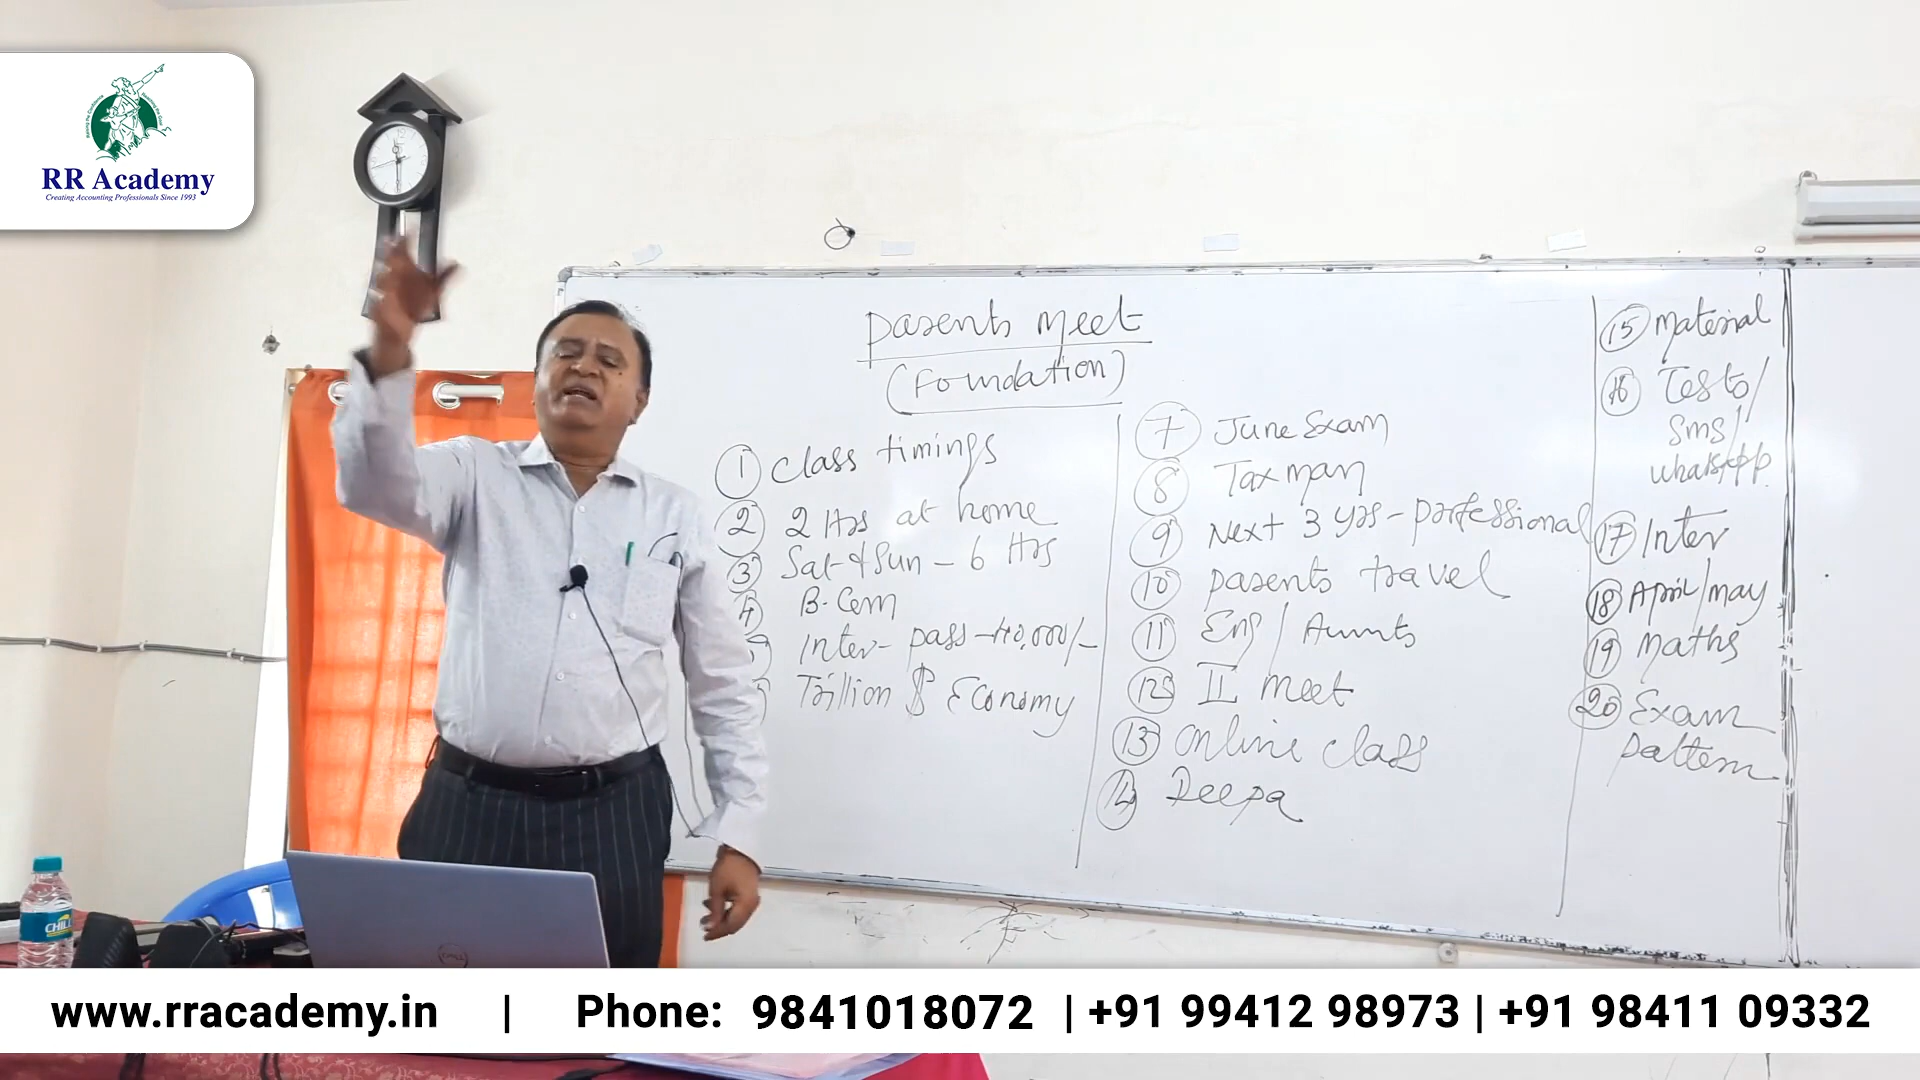 RR Academy
Creating Accounting Professionals Since 1993
Parents Meet
(Foundation)
1 Class timings
2 2 Hrs at home
3 Sat & Sun - 6 Hrs
4 B.Com
Inter - pass - 40,000/-
Trillion $ Economy
7 June Exam
8 Taxman
9 Next 3 yrs - professional
10 parents travel
11 Eng /
12 II meet
13 Online class
14 Deepa
15 Material
16 Tests/
SMS/
WhatsApp.
17 Inter
18 April/may
19 Maths
20 Exam
pattern
CHILL
DELL
www.rracademy.in | Phone: 9841018072 | +91 99412 98973 | +91 98411 09332